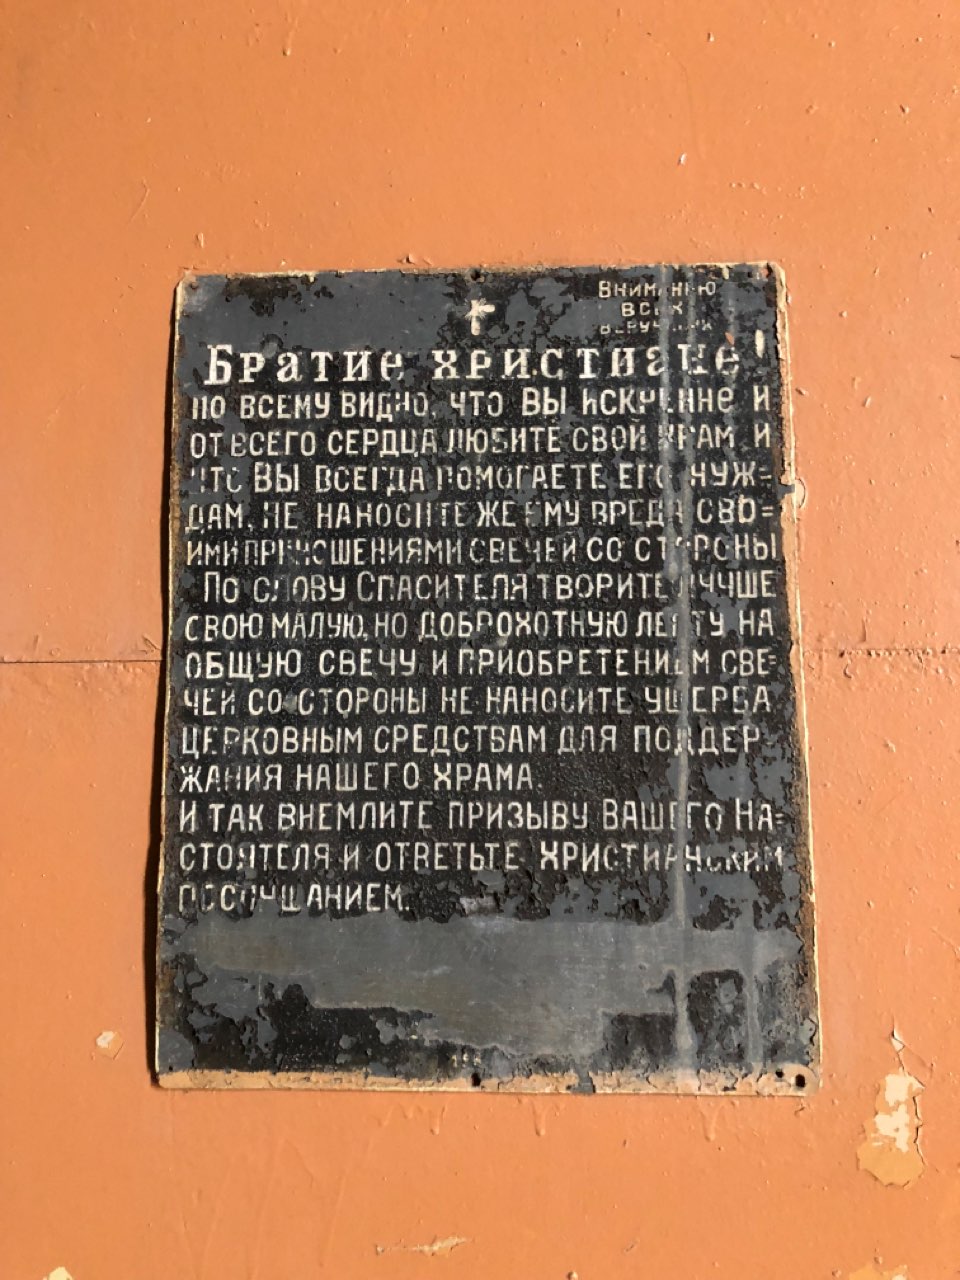 Вниманию
всех
верующих
Братие христиане!
По всему видно, что Вы искренне и
от всего сердца любите свой храм и
что Вы всегда помогаете его нуж=
дам. Не наносите же ему вреда сво=
ими приношениями свечей со стороны
По слову Спасителя творите лучше
свою малую, но доброхотную лепту на
общую свечу и приобретением све=
чей со стороны не наносите ущерба
церковным средствам для поддер-
жания нашего храма.
И так внемлите призыву Вашего На=
стоятеля и ответьте христианским
послушанием.